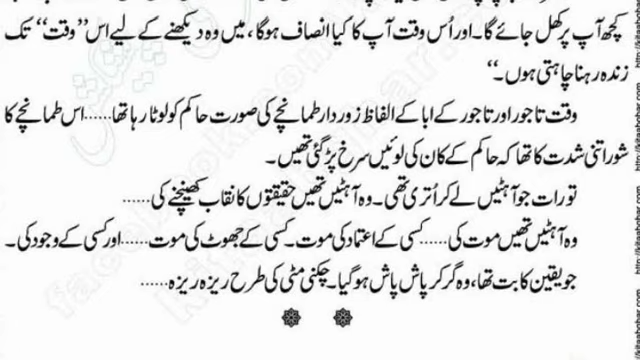 کچھ آپ پر کھل جائے گا۔ اور اُس وقت آپ کا کیا انصاف ہوگا، میں وہ دیکھنے کے لیے اس ”وقت“ تک
زندہ رہنا چاہتی ہوں۔“
وقت تاجور اور تاجور کے ابا کے الفاظ زوردار طمانچے کی صورت حاکم کو لوٹا رہا تھا...... اس طمانچے کا
شور اتنی شدت کا تھا کہ حاکم کے کان کی لوئیں سرخ پڑ گئی تھیں۔
تو رات جو آہٹیں لے کر اُتری تھی۔ وہ آہٹیں تھیں حقیقتوں کا نقاب کھینچنے کی......
وہ آہٹیں تھیں موت کی...... کسی کے اعتماد کی موت۔ کسی کے جھوٹ کی موت...... اور کسی کے وجود کی۔
جو یقین کا بت تھا، وہ گر کر پاش پاش ہوگیا۔ چکنی مٹی کی طرح ریزہ ریزہ......